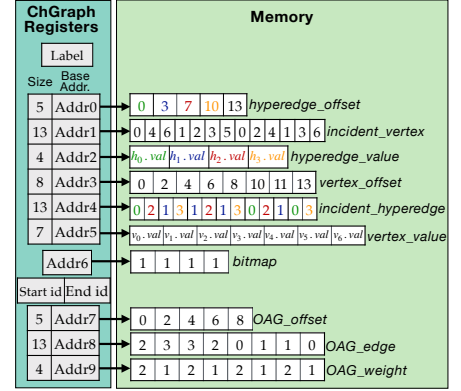 ChGraph Registers
Memory
Label
Size Base Addr.
5 Addr0 0 3 7 10 13 hyperedge_offset
13 Addr1 0 4 6 1 2 3 5 0 2 4 1 3 6 incident_vertex
4 Addr2 h0.val h1.val h2.val h3.val hyperedge_value
8 Addr3 0 2 4 6 8 10 11 13 vertex_offset
13 Addr4 0 2 1 3 1 2 1 3 0 2 1 0 3 incident_hyperedge
7 Addr5 v0.val v1.val v2.val v3.val v4.val v5.val v6.val vertex_value
Addr6 1 1 1 1 bitmap
Start id End id
5 Addr7 0 2 4 6 8 OAG_offset
13 Addr8 2 3 3 2 0 1 1 0 OAG_edge
4 Addr9 2 1 2 1 2 1 2 1 OAG_weight